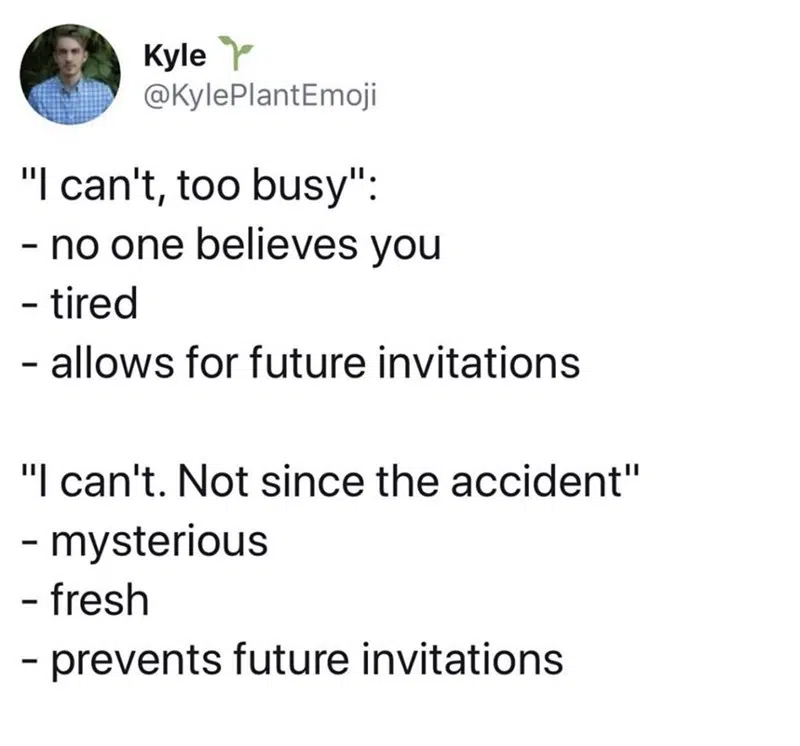 Kyle 🌱
@KylePlantEmoji
"I can't, too busy":
- no one believes you
- tired
- allows for future invitations
"I can't. Not since the accident"
- mysterious
- fresh
- prevents future invitations